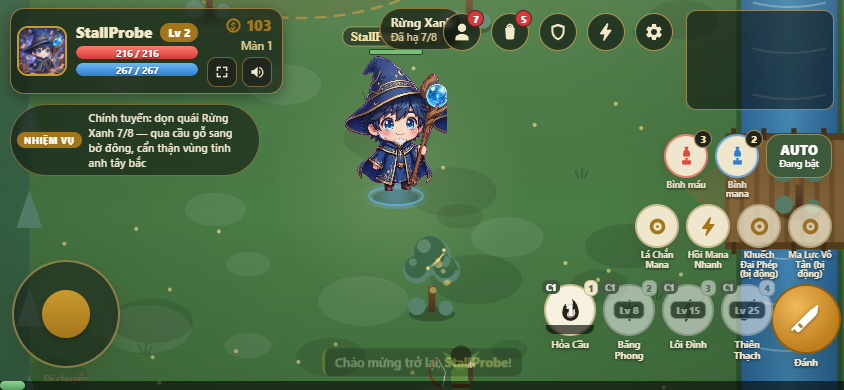 StallProbe
Lv 2
216 / 216
267 / 267
103
Màn 1
NHIỆM VỤ
Chính tuyến: dọn quái Rừng
Xanh 7/8 — qua cầu gỗ sang
bờ đông, cẩn thận vùng tinh
anh tây bắc
Rừng Xan
Đã hạ 7/8
7
5
3
2
Bình máu
Bình
mana
AUTO
Đang bật
Lá Chắn
Mana
Hồi Mana
Nhanh
Khuếch
Đại Phép
(bị động)
Ma Lực Vô
Tận (bị
động)
C1
1
Hỏa Cầu
C1
2
Lv 8
Băng
Phong
C1
3
Lv 15
Lôi Đình
C1
4
Lv 25
Thiên
Thạch
Đánh
Chào mừng trở lại, StallProbe!
Di chuyển